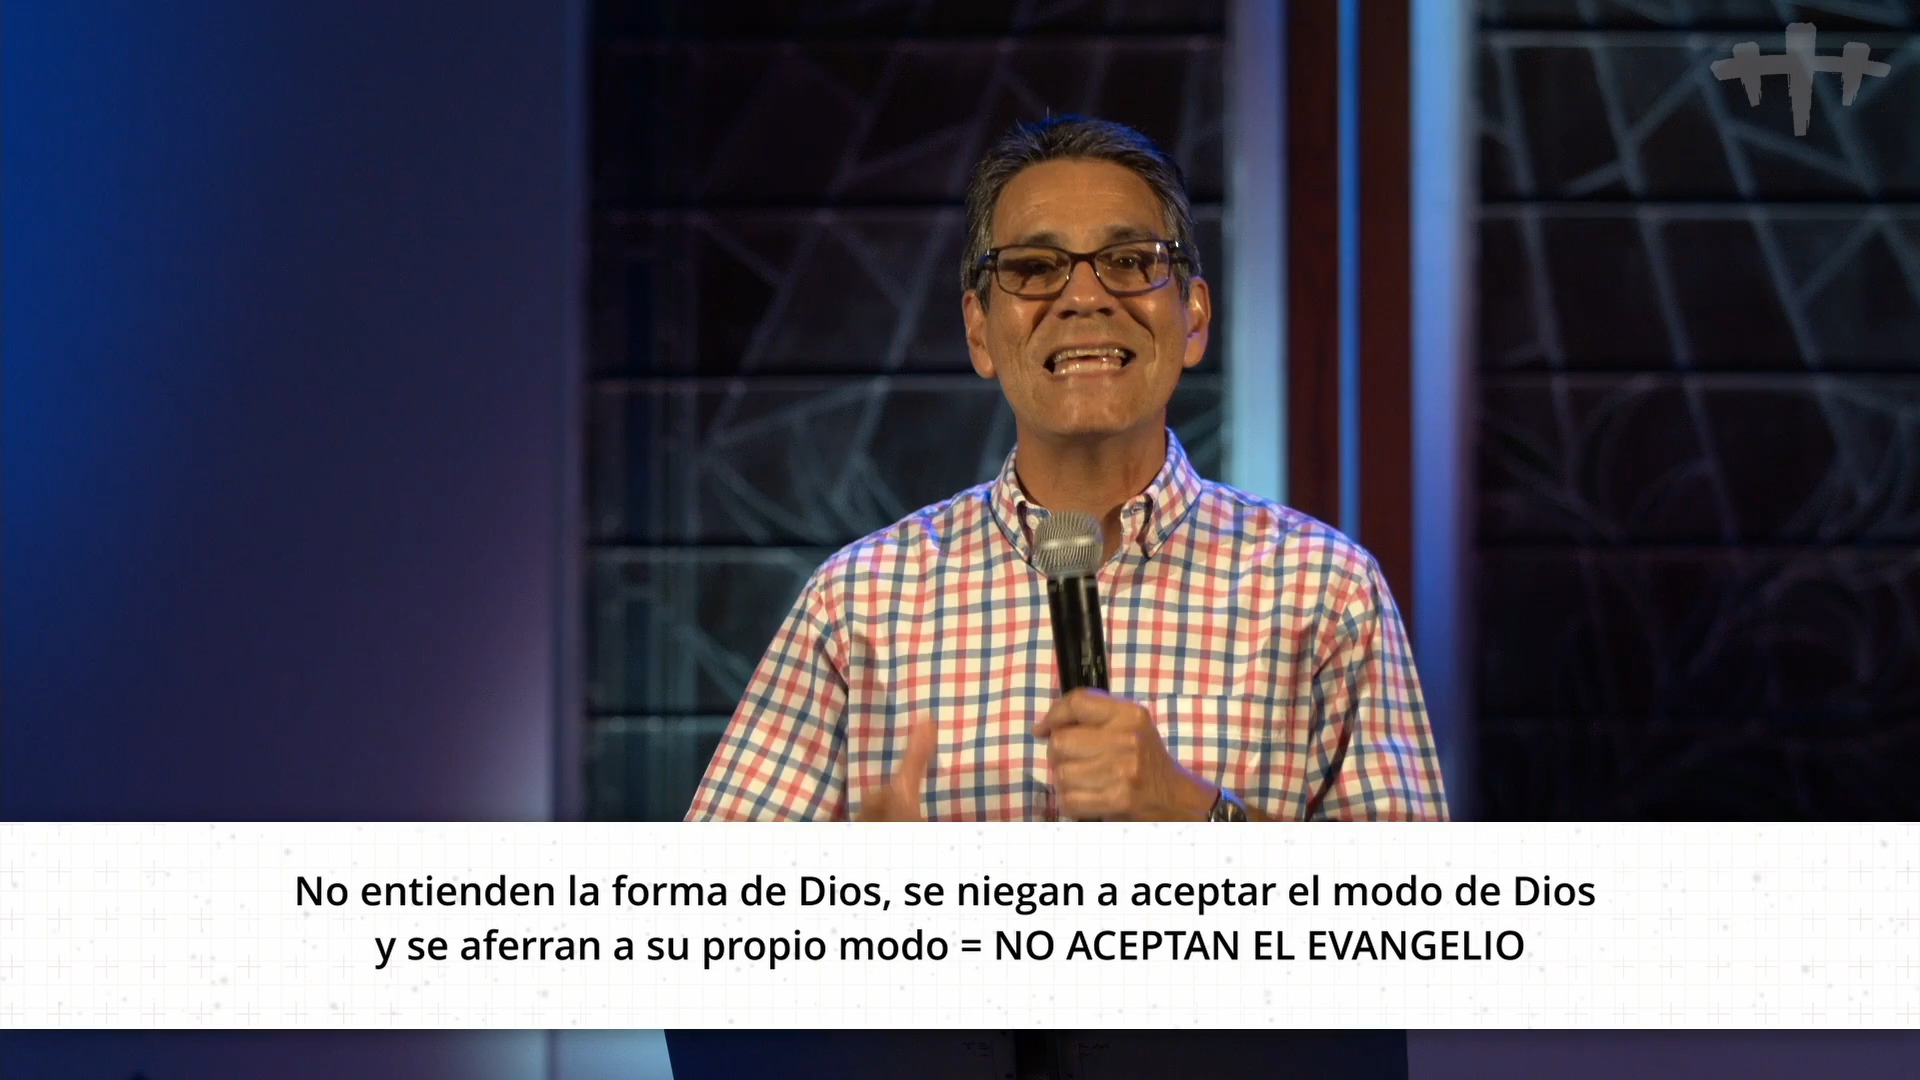 No entienden la forma de Dios, se niegan a aceptar el modo de Dios
y se aferran a su propio modo = NO ACEPTAN EL EVANGELIO